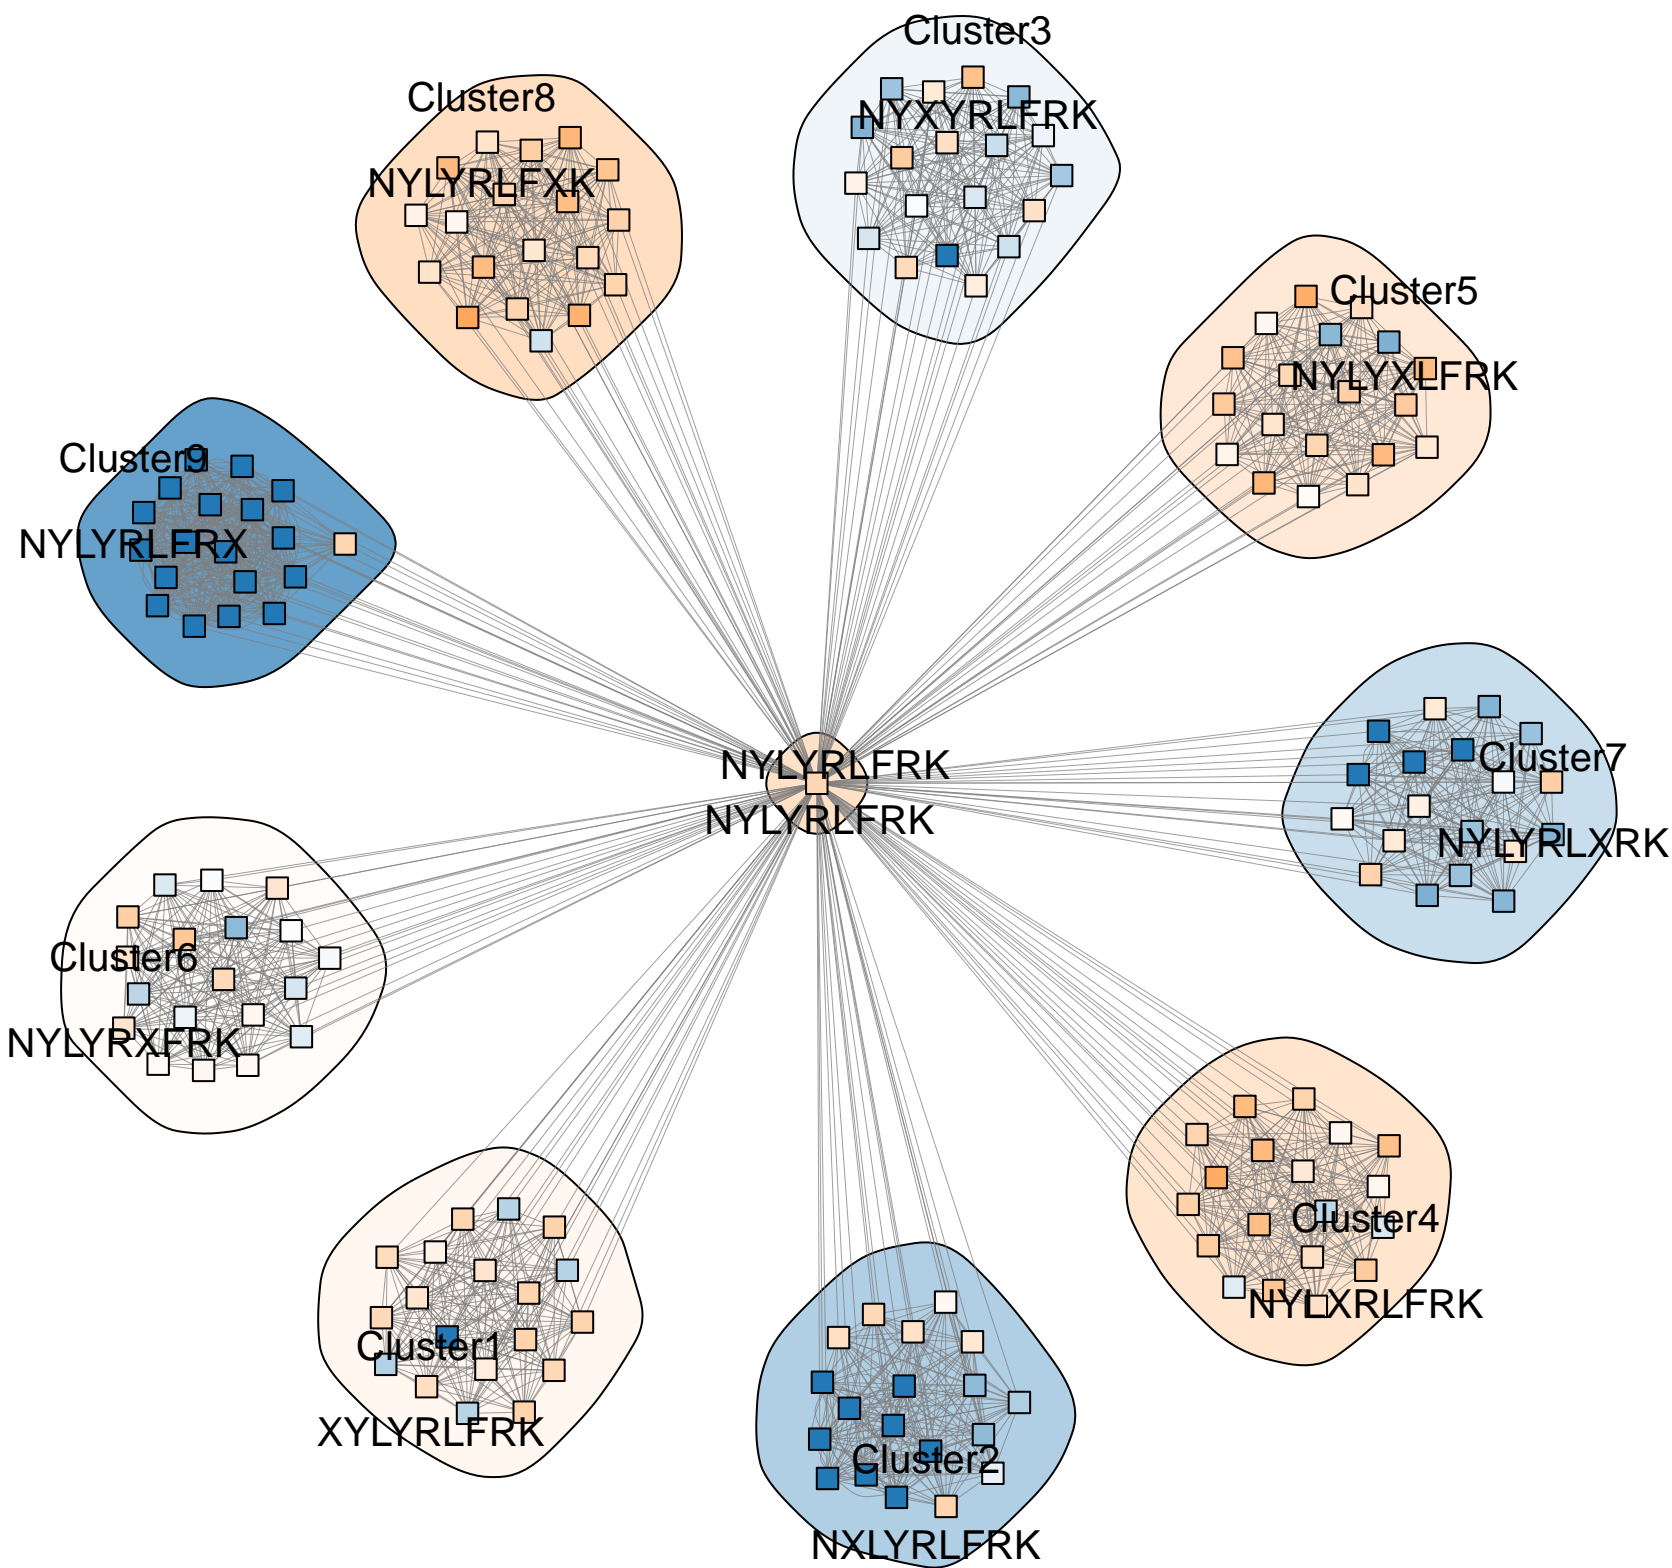 Cluster3
NYXYRLFRK
Cluster8
NYLYRLFXK
Cluster5
NYLYXLFRK
Cluster9
NYLYRLFRX
NYLYRLFRK
NYLYRLFRK
Cluster7
NYLYRLXRK
Cluster6
NYLYRXFRK
Cluster4
NYLXRLFRK
Cluster1
XYLYRLFRK
Cluster2
NXLYRLFRK